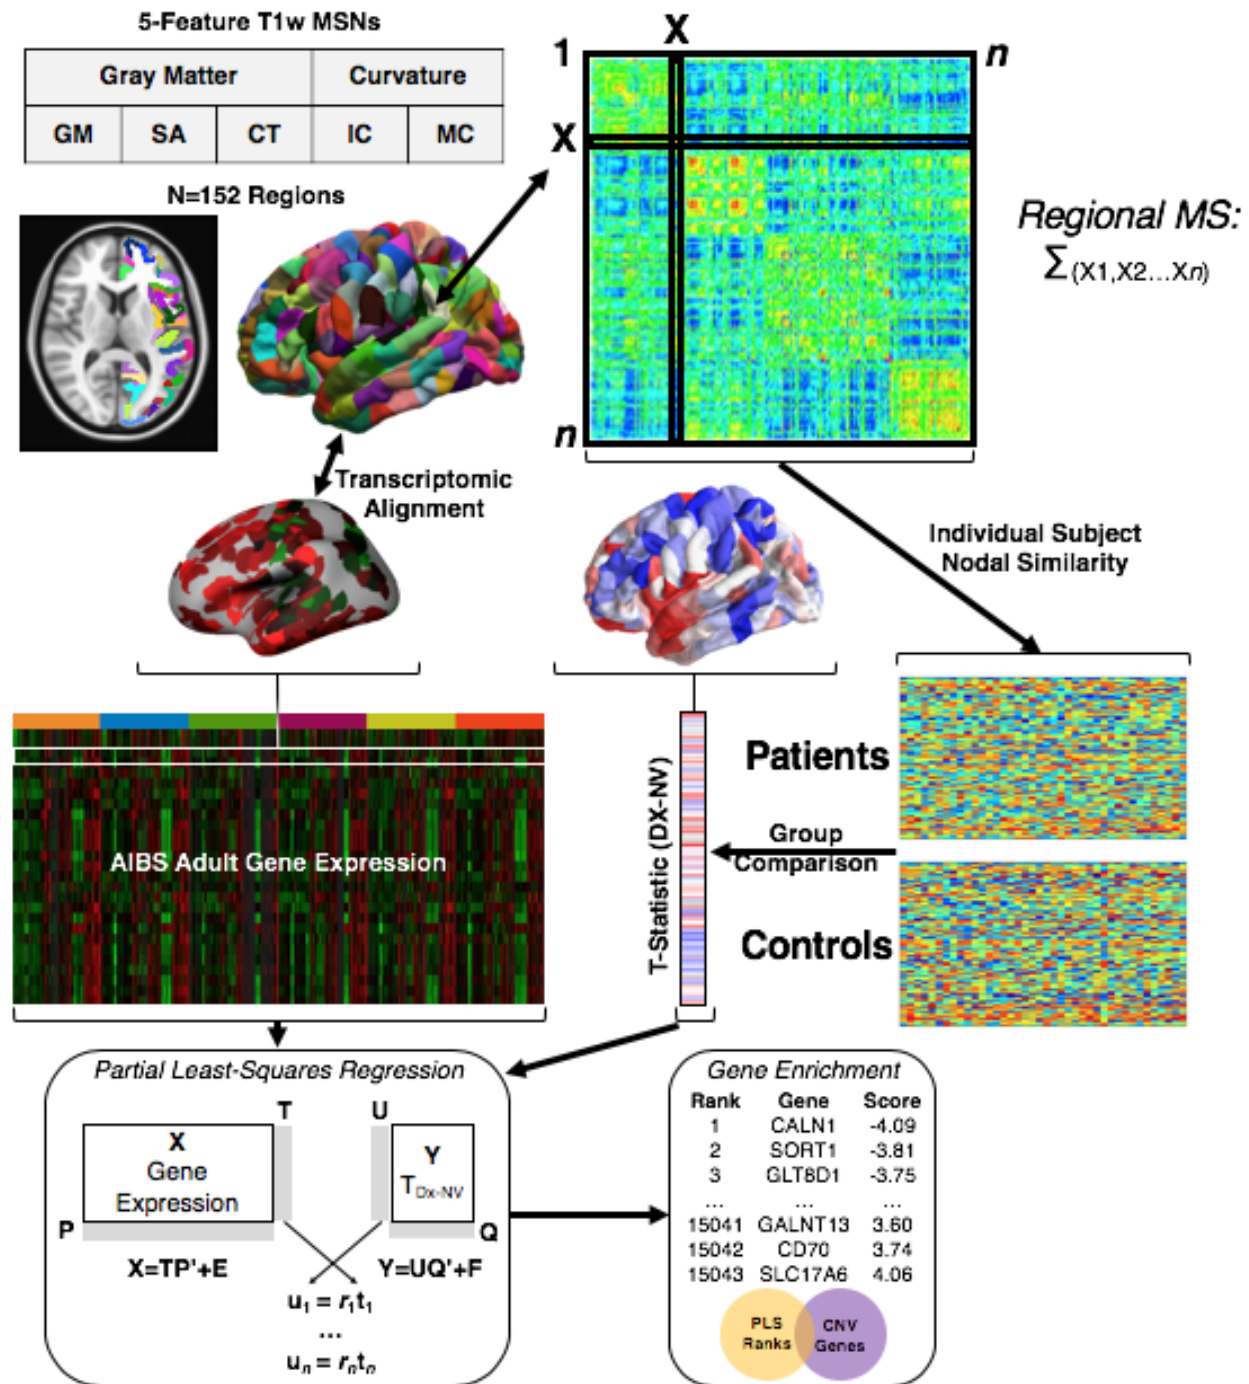 5-Feature T1w MSNs
Gray Matter Curvature
GM SA CT IC MC
N=152 Regions
1 X n
X
n
Regional MS:
Σ(X1,X2...Xn)
Transcriptomic
Alignment
Individual Subject
Nodal Similarity
AIBS Adult Gene Expression
T-Statistic (DX-NV)
Patients
Group
Comparison
Controls
Partial Least-Squares Regression
T U
X
Gene
Expression
Y
TDx-NV
P Q
X=TP'+E Y=UQ'+F
u1 = r1t1
...
un = rntn
Gene Enrichment
Rank Gene Score
1 CALN1 -4.09
2 SORT1 -3.81
3 GLT8D1 -3.75
... ... ...
15041 GALNT13 3.60
15042 CD70 3.74
15043 SLC17A6 4.06
PLS
Ranks
CNV
Genes